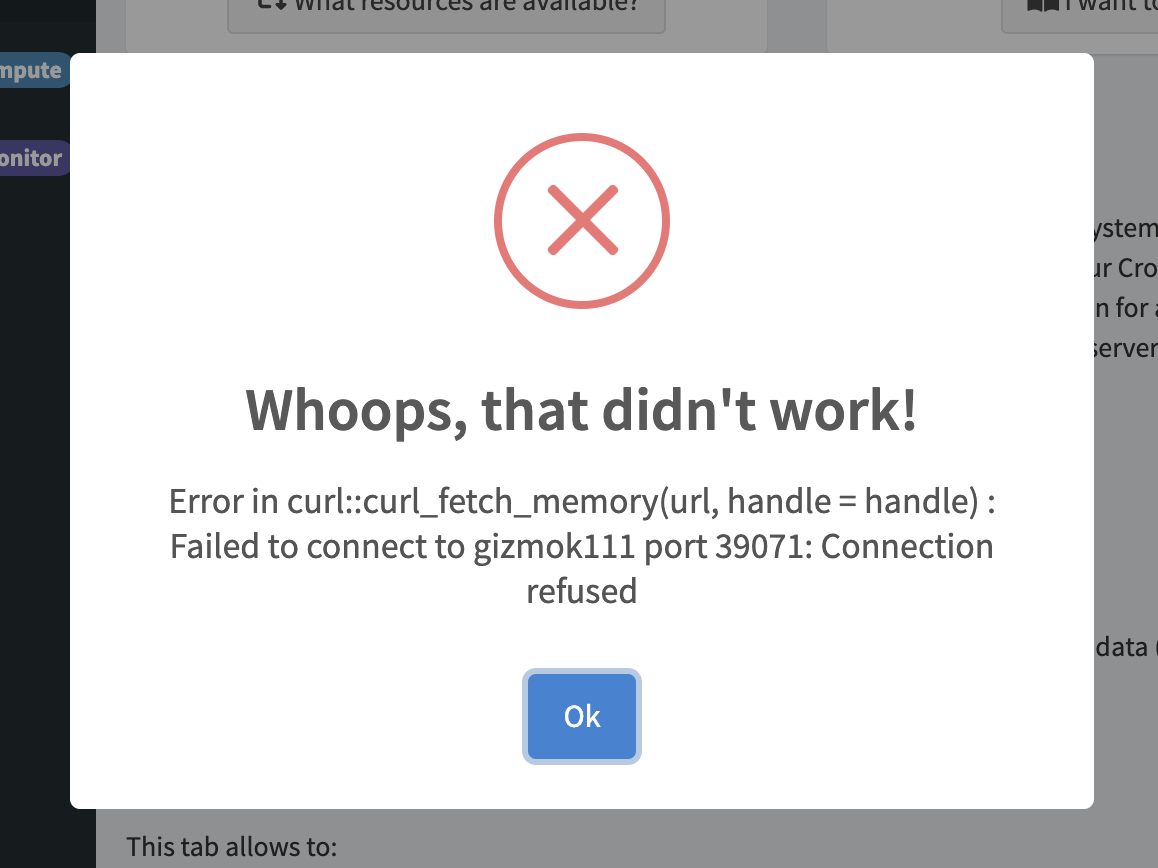 What resources are available?
I want to
mpute
onitor
ystem
ur Cro
n for a
server
Whoops, that didn't work!
Error in curl::curl_fetch_memory(url, handle = handle) :
Failed to connect to gizmok111 port 39071: Connection
refused
data (
Ok
This tab allows to: